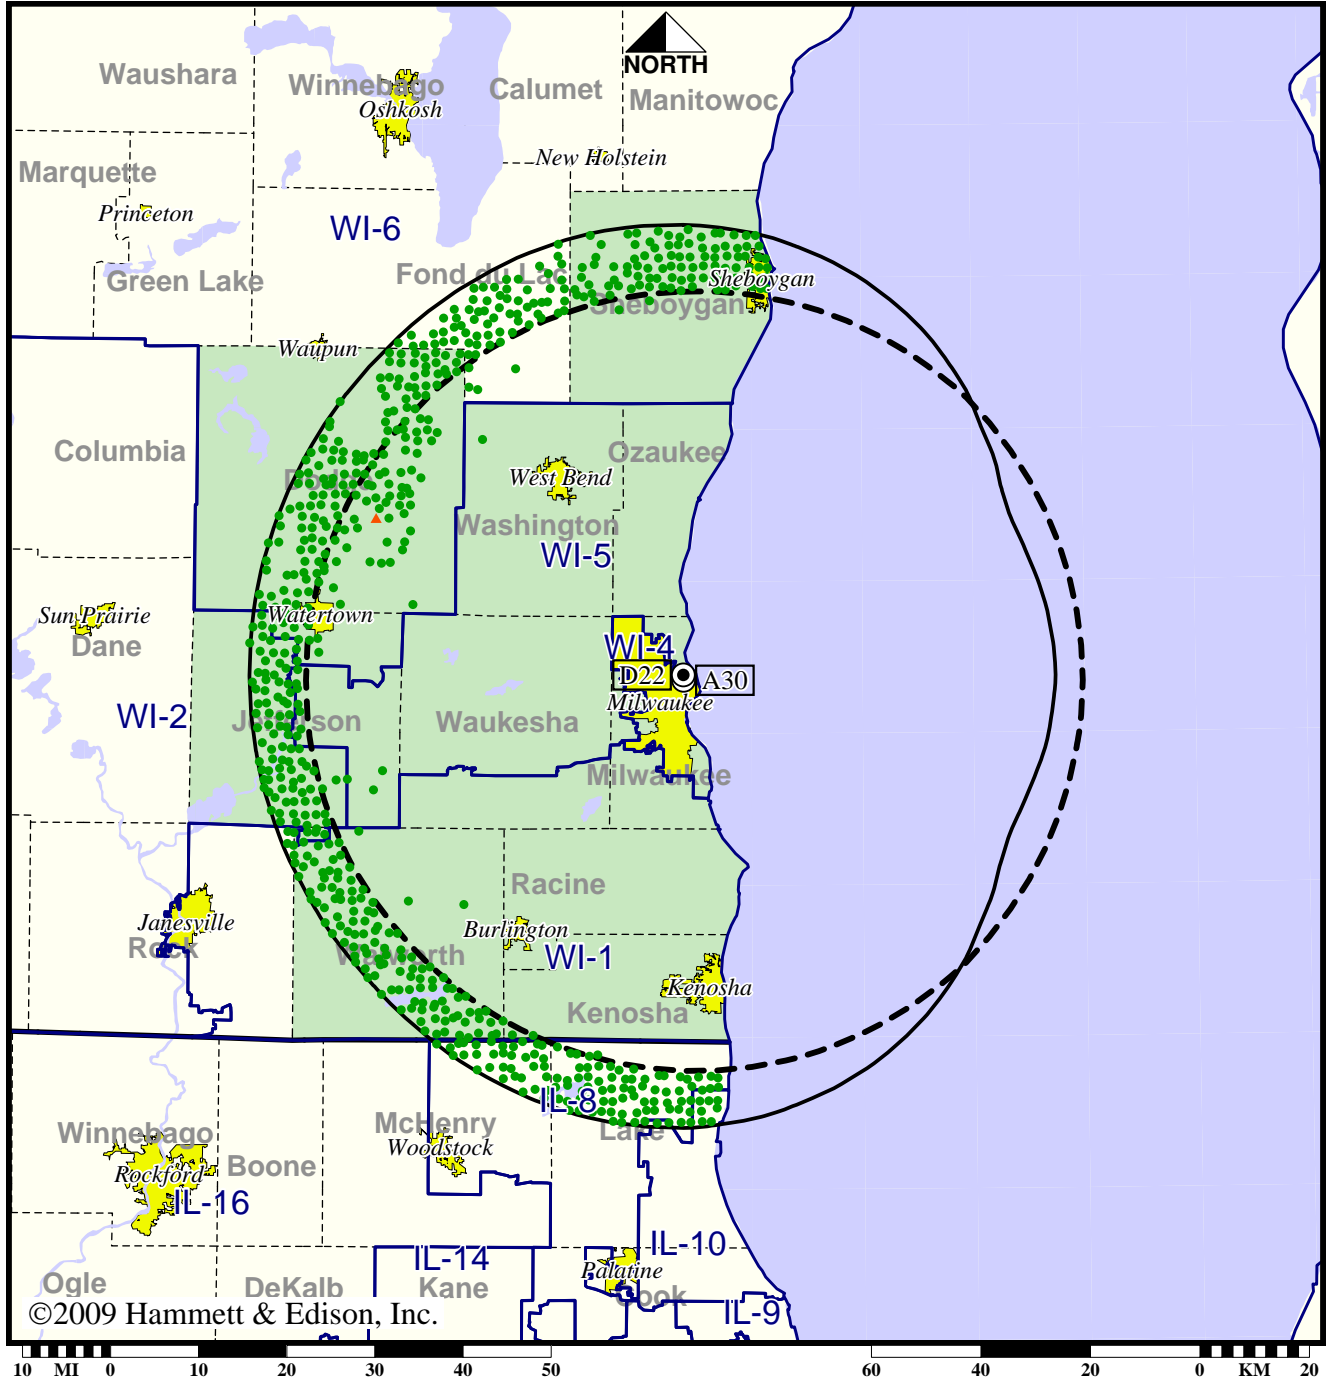 NORTH
Waushara
Winnebago
Calumet
Manitowoc
Oshkosh
New Holstein
Marquette
Princeton
WI-6
Green Lake
Fond du Lac
Sheboygan
Sheboygan
Waupun
Columbia
Dodge
Ozaukee
West Bend
Washington
WI-5
Sun Prairie
Dane
Watertown
WI-4
D22
A30
Milwaukee
WI-2
Jefferson
Waukesha
Milwaukee
Racine
Janesville
Rock
Burlington
Walworth
WI-1
Kenosha
Kenosha
IL-8
McHenry
Lake
Winnebago
Woodstock
Boone
Rockford
IL-16
IL-10
IL-14
Palatine
Ogle
DeKalb
Kane
Cook
IL-9
©2009 Hammett & Edison, Inc.
10 MI 0 10 20 30 40 50 60 40 20 0 KM 20